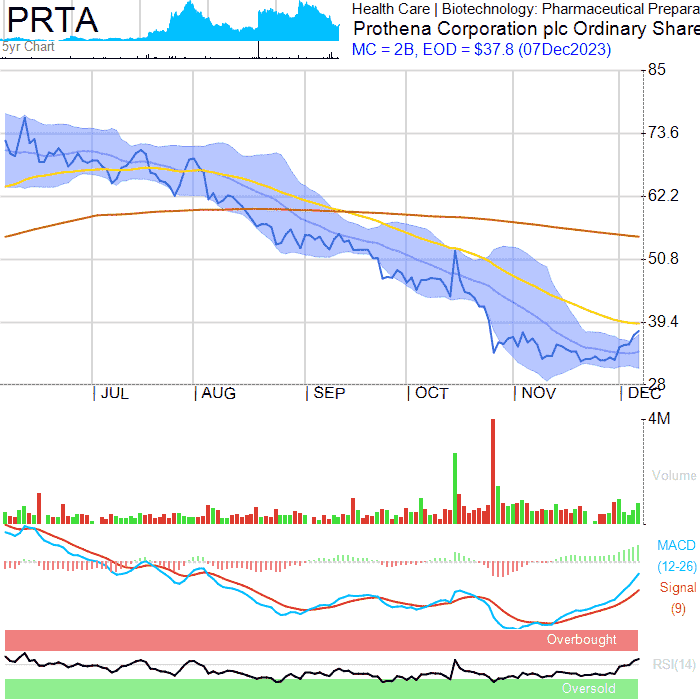 PRTA
5yr Chart
Health Care | Biotechnology: Pharmaceutical Prepara
Prothena Corporation plc Ordinary Share
MC = 2B, EOD = $37.8 (07Dec2023)
85
73.6
62.2
50.8
39.4
28
JUL AUG SEP OCT NOV DEC
4M
Volume
MACD
(12-26)
Signal
(9)
Overbought
RSI(14)
Oversold